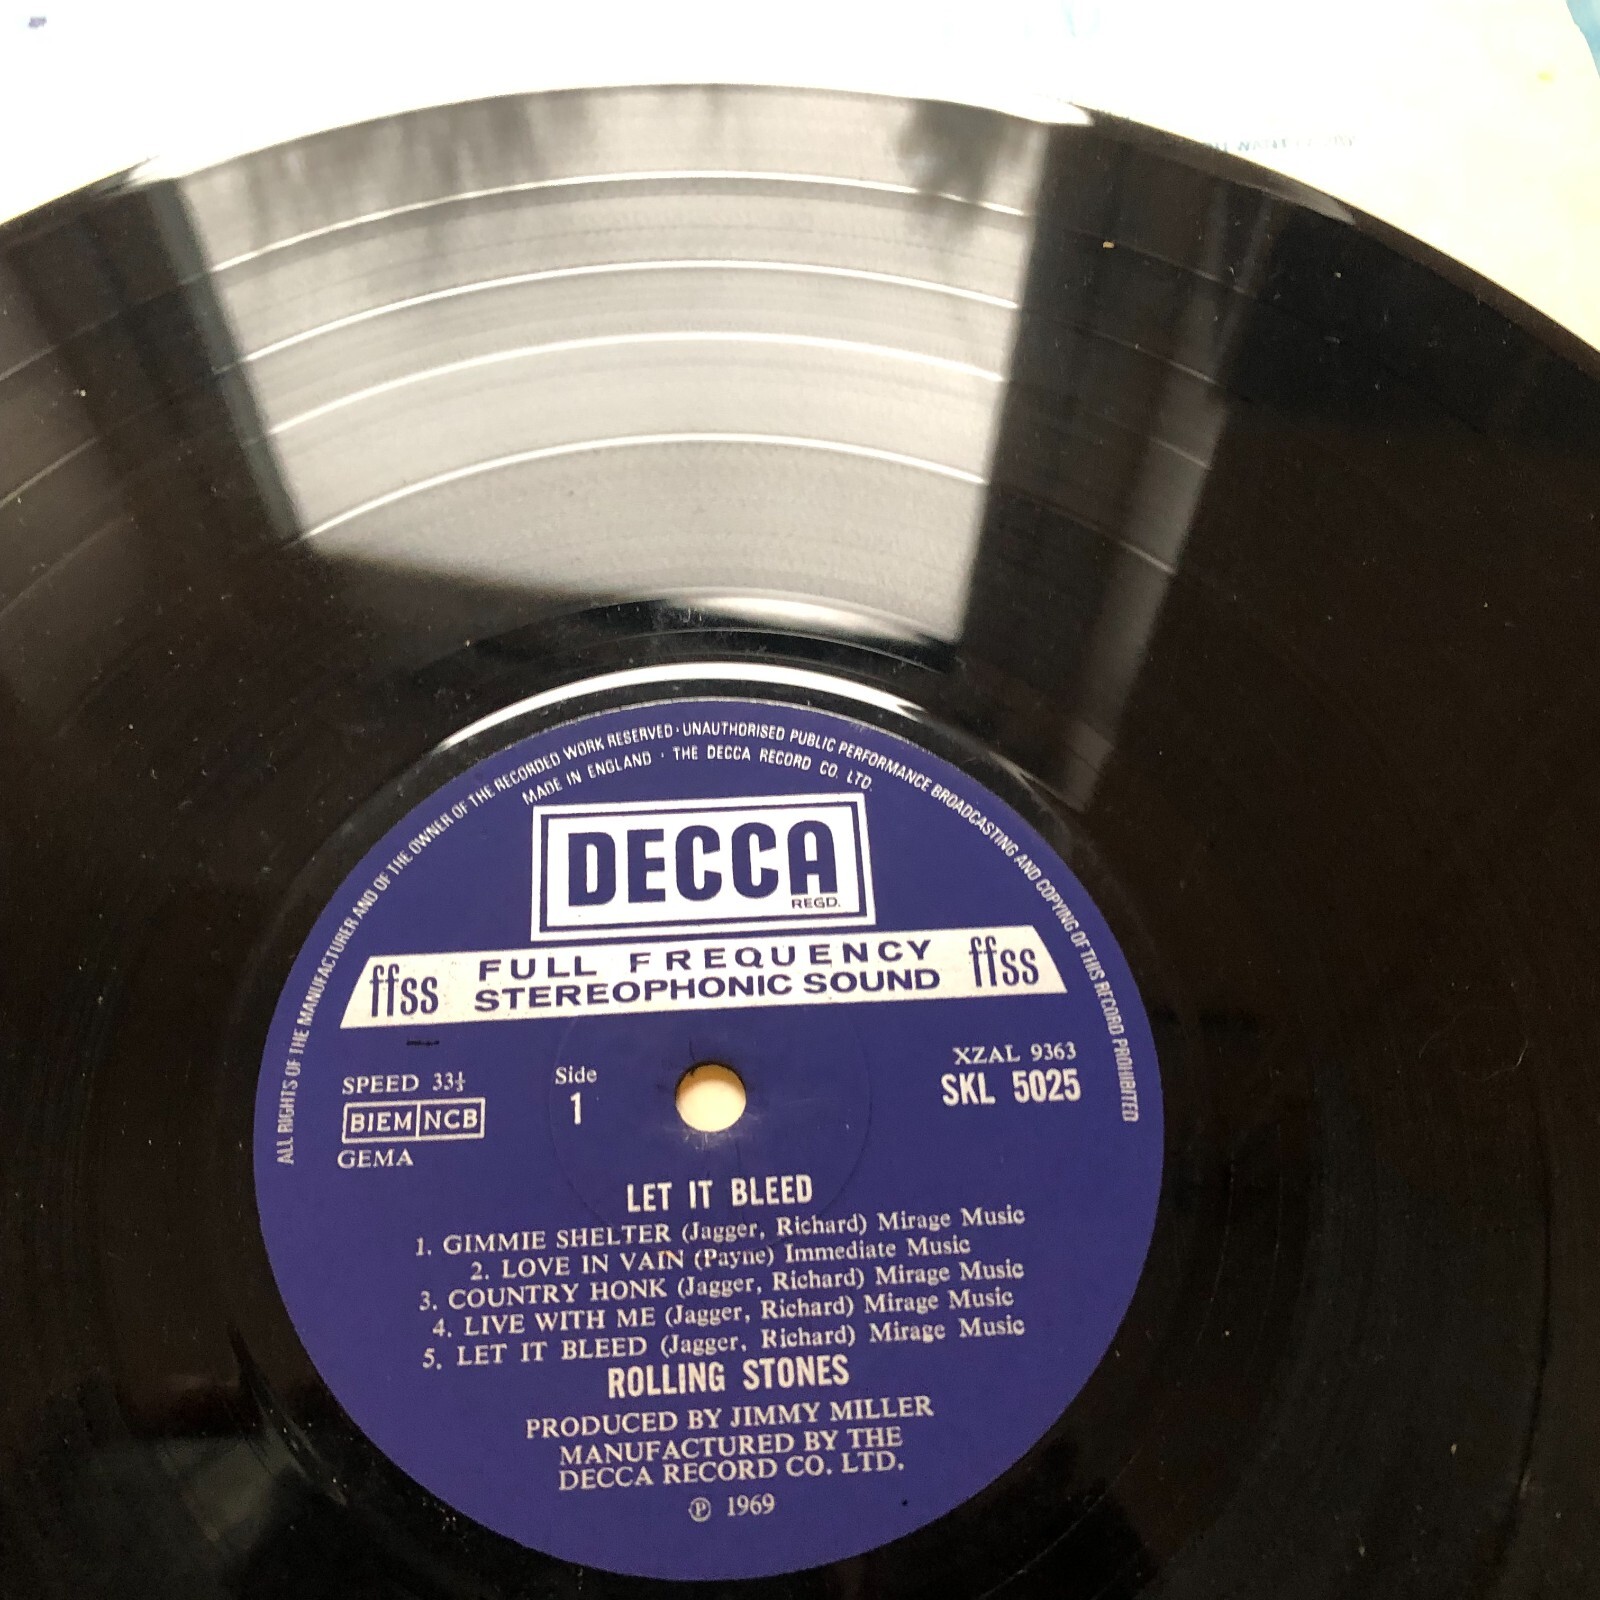 ALL RIGHTS OF THE MANUFACTURER AND OF THE OWNER OF THE RECORDED WORK RESERVED · UNAUTHORISED PUBLIC PERFORMANCE BROADCASTING AND COPYING OF THIS RECORD PROHIBITED
MADE IN ENGLAND · THE DECCA RECORD CO. LTD.
DECCA
REGD.
ffss FULL FREQUENCY ffss
STEREOPHONIC SOUND
SPEED 33⅓
BIEM NCB
GEMA
Side
1
XZAL 9363
SKL 5025
LET IT BLEED
1. GIMMIE SHELTER (Jagger, Richard) Mirage Music
2. LOVE IN VAIN (Payne) Immediate Music
3. COUNTRY HONK (Jagger, Richard) Mirage Music
4. LIVE WITH ME (Jagger, Richard) Mirage Music
5. LET IT BLEED (Jagger, Richard) Mirage Music
ROLLING STONES
PRODUCED BY JIMMY MILLER
MANUFACTURED BY THE
DECCA RECORD CO. LTD.
℗ 1969